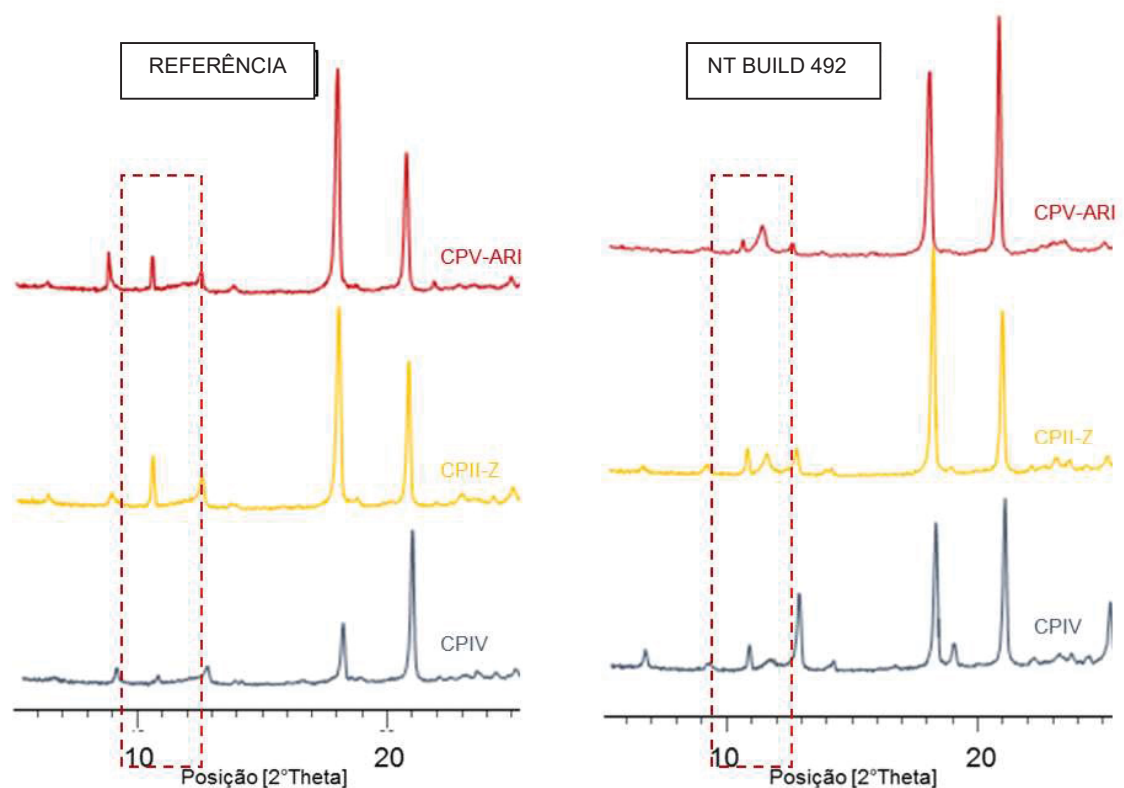 REFERÊNCIA
CPV-ARI
CPII-Z
CPIV
10 20
Posição [2°Theta]
NT BUILD 492
CPV-ARI
CPII-Z
CPIV
10 20
Posição [2°Theta]